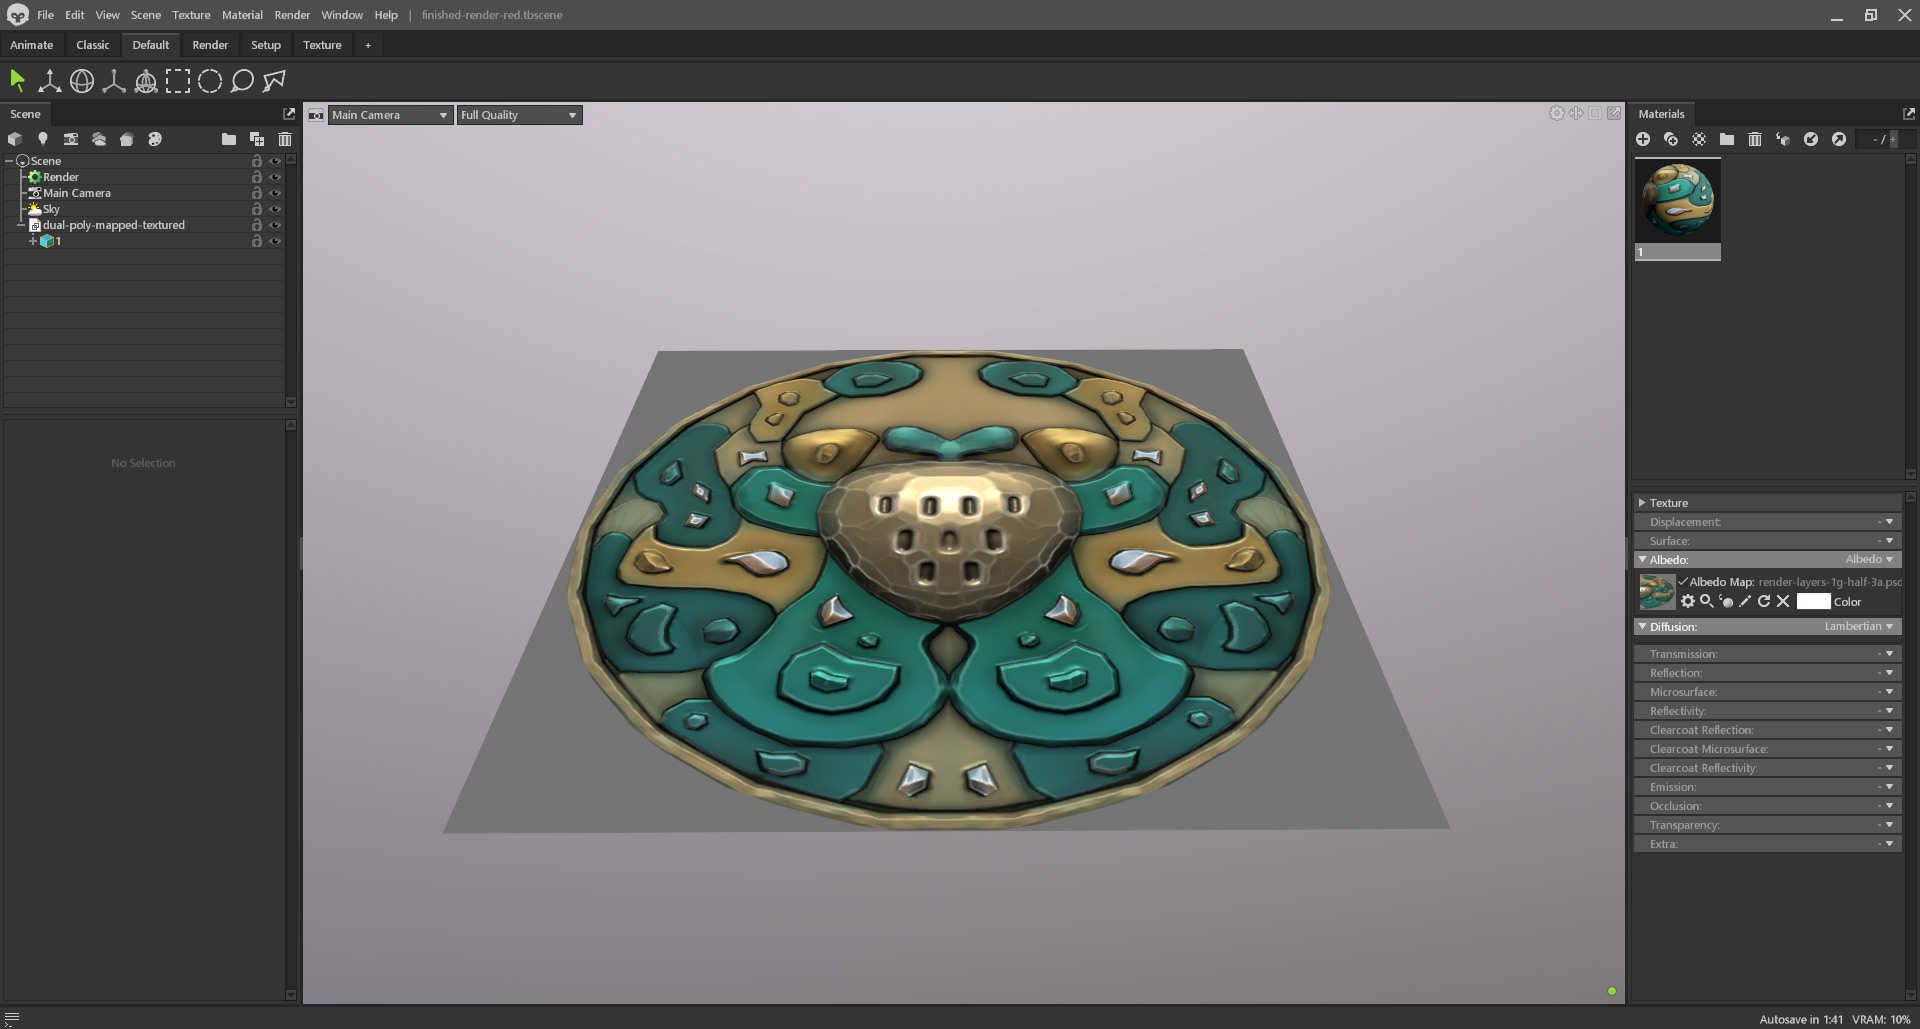 File Edit View Scene Texture Material Render Window Help | finished-render-red.tbscene
Animate Classic Default Render Setup Texture +
Scene
Main Camera
Full Quality
Materials
- /
Scene
Render
Main Camera
Sky
dual-poly-mapped-textured
1
No Selection
1
Texture
Displacement: -
Surface: -
Albedo: Albedo
Albedo Map: render-layers-1g-half-3a.psd
Color
Diffusion: Lambertian
Transmission: -
Reflection: -
Microsurface: -
Reflectivity: -
Clearcoat Reflection: -
Clearcoat Microsurface: -
Clearcoat Reflectivity: -
Emission: -
Occlusion: -
Transparency: -
Extra: -
Autosave in 1:41 VRAM: 10%